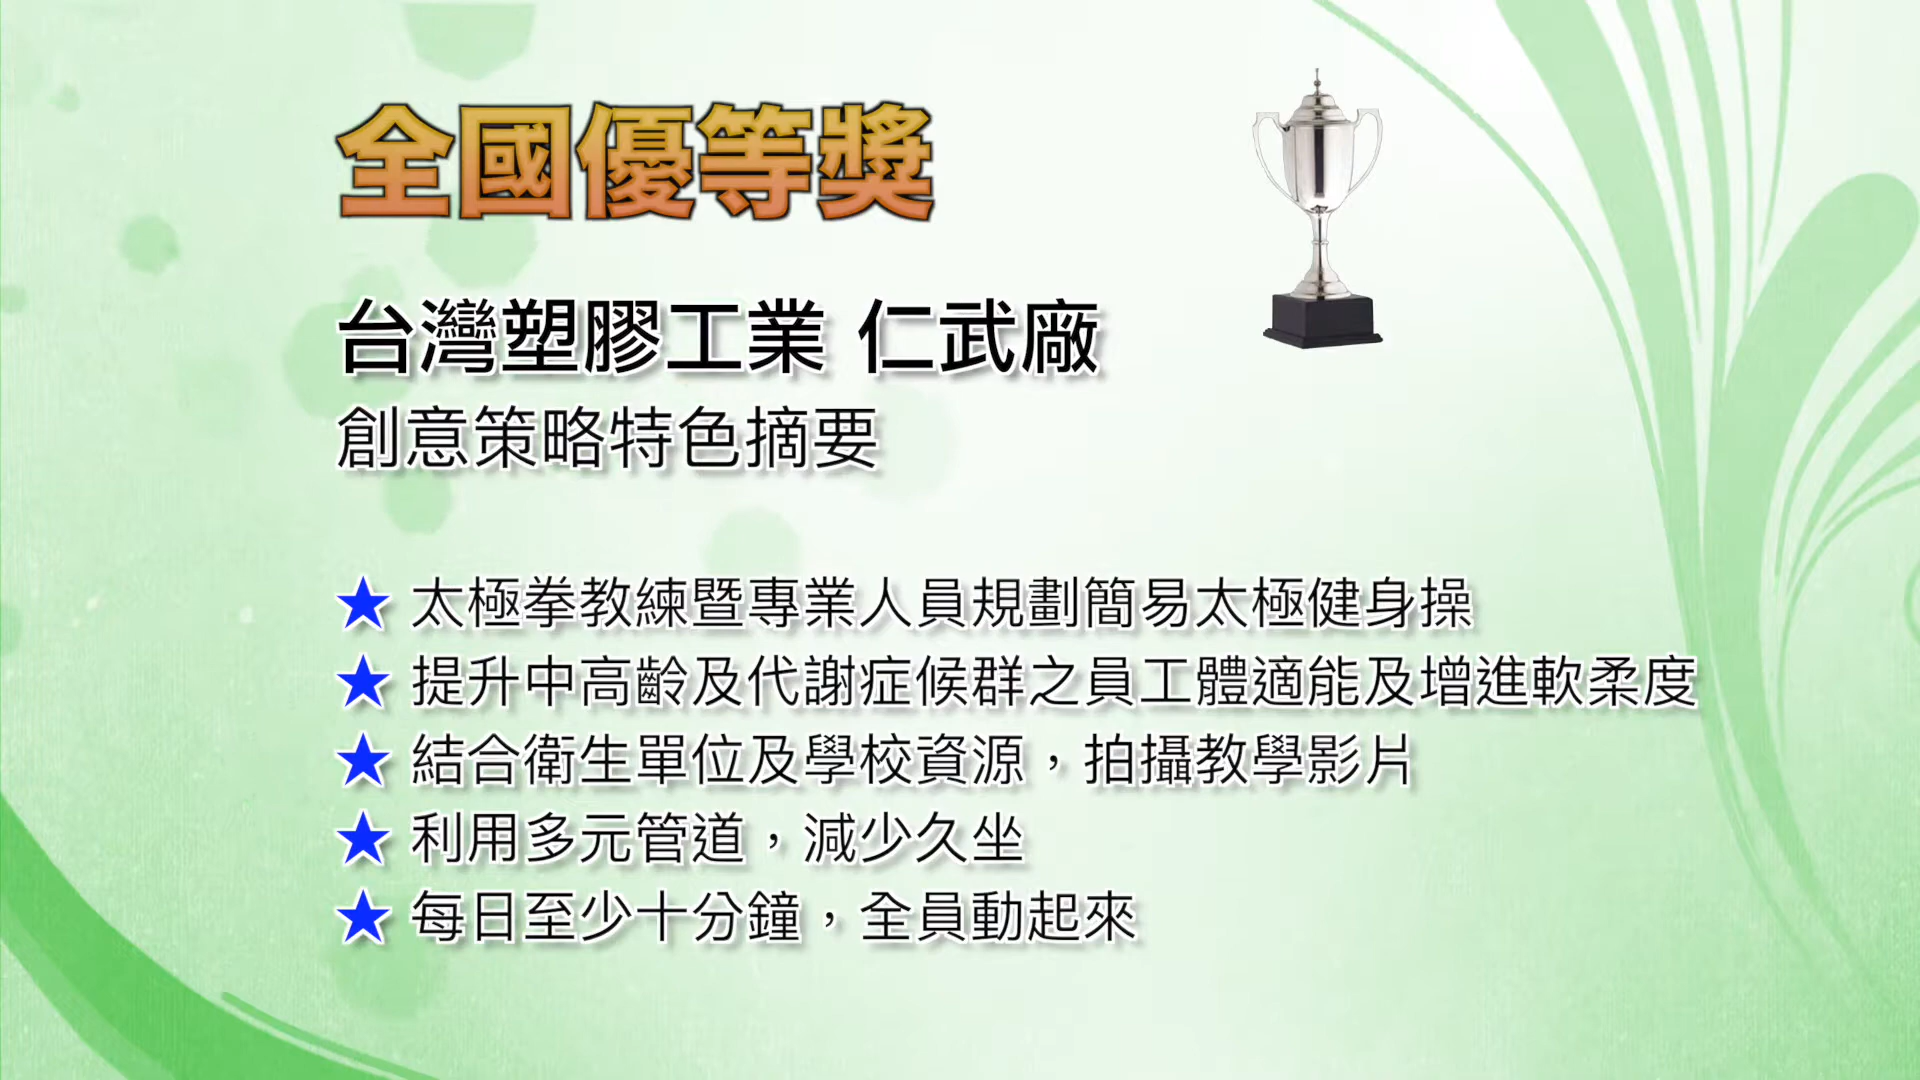 全國優等獎
台灣塑膠工業 仁武廠
創意策略特色摘要
★ 太極拳教練暨專業人員規劃簡易太極健身操
★ 提升中高齡及代謝症候群之員工體適能及增進軟柔度
★ 結合衛生單位及學校資源，拍攝教學影片
★ 利用多元管道，減少久坐
★ 每日至少十分鐘，全員動起來